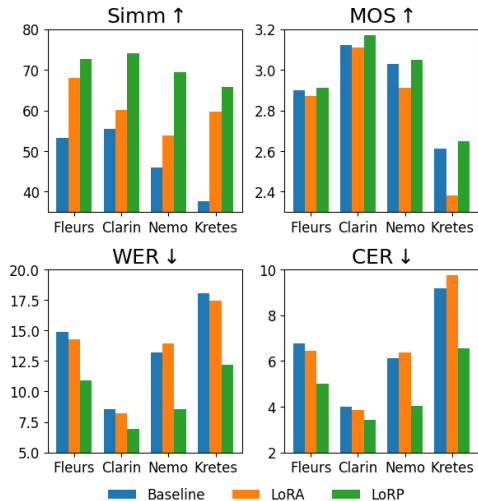 Simm ↑
80
70
60
50
40
Fleurs Clarin Nemo Kretes
MOS ↑
3.2
3.0
2.8
2.6
2.4
Fleurs Clarin Nemo Kretes
WER ↓
20.0
17.5
15.0
12.5
10.0
7.5
5.0
Fleurs Clarin Nemo Kretes
CER ↓
10
8
6
4
2
Fleurs Clarin Nemo Kretes
Baseline LoRA LoRP